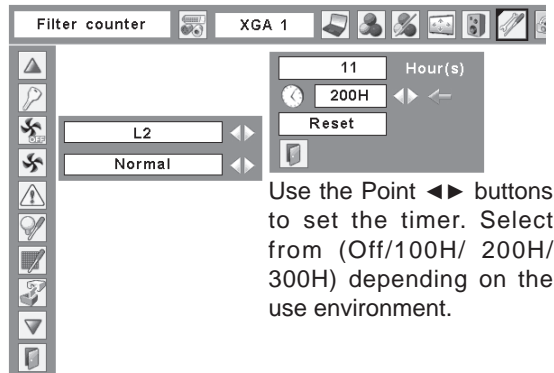 Filter counter XGA 1
11 Hour(s)
200H
Reset
OFF
L2
Normal
Use the Point ◄► buttons
to set the timer. Select
from (Off/100H/ 200H/
300H) depending on the
use environment.